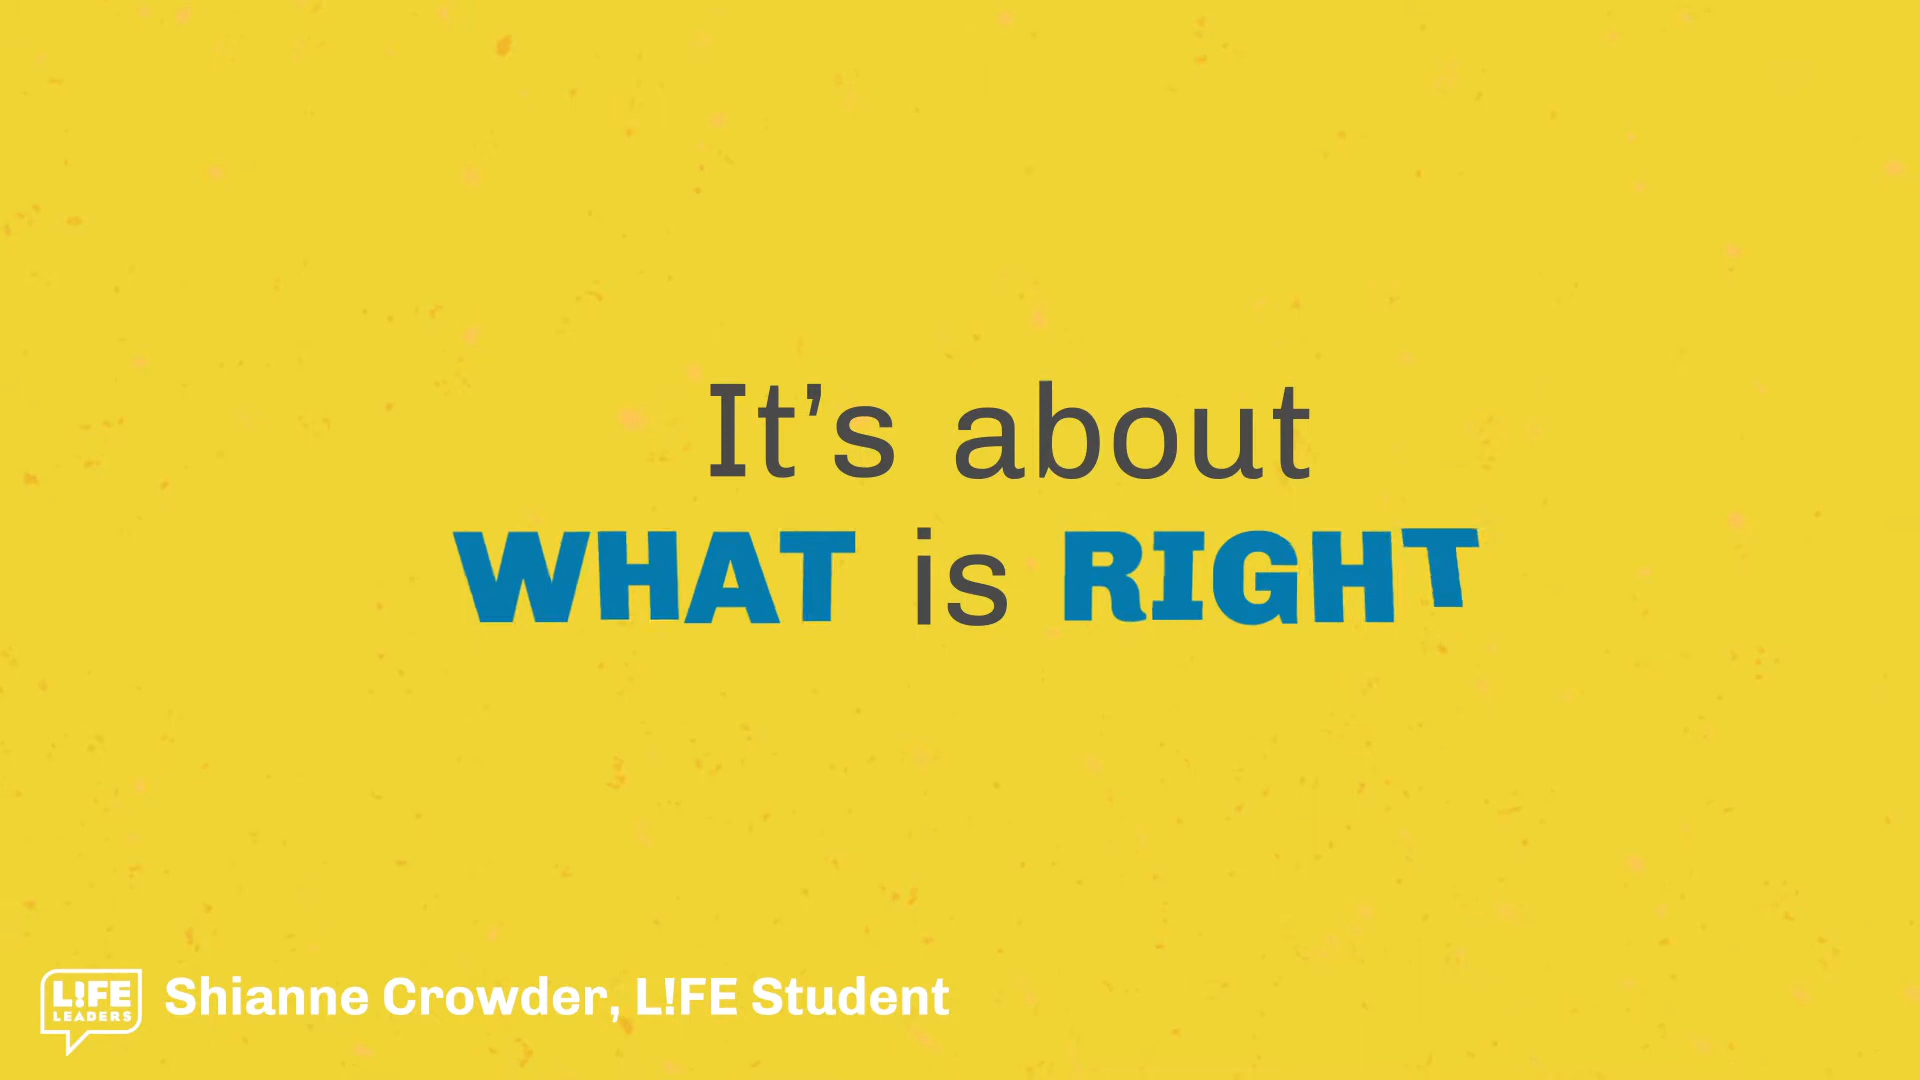 It's about
WHAT is RIGHT
L!FE
LEADERS
Shianne Crowder, L!FE Student